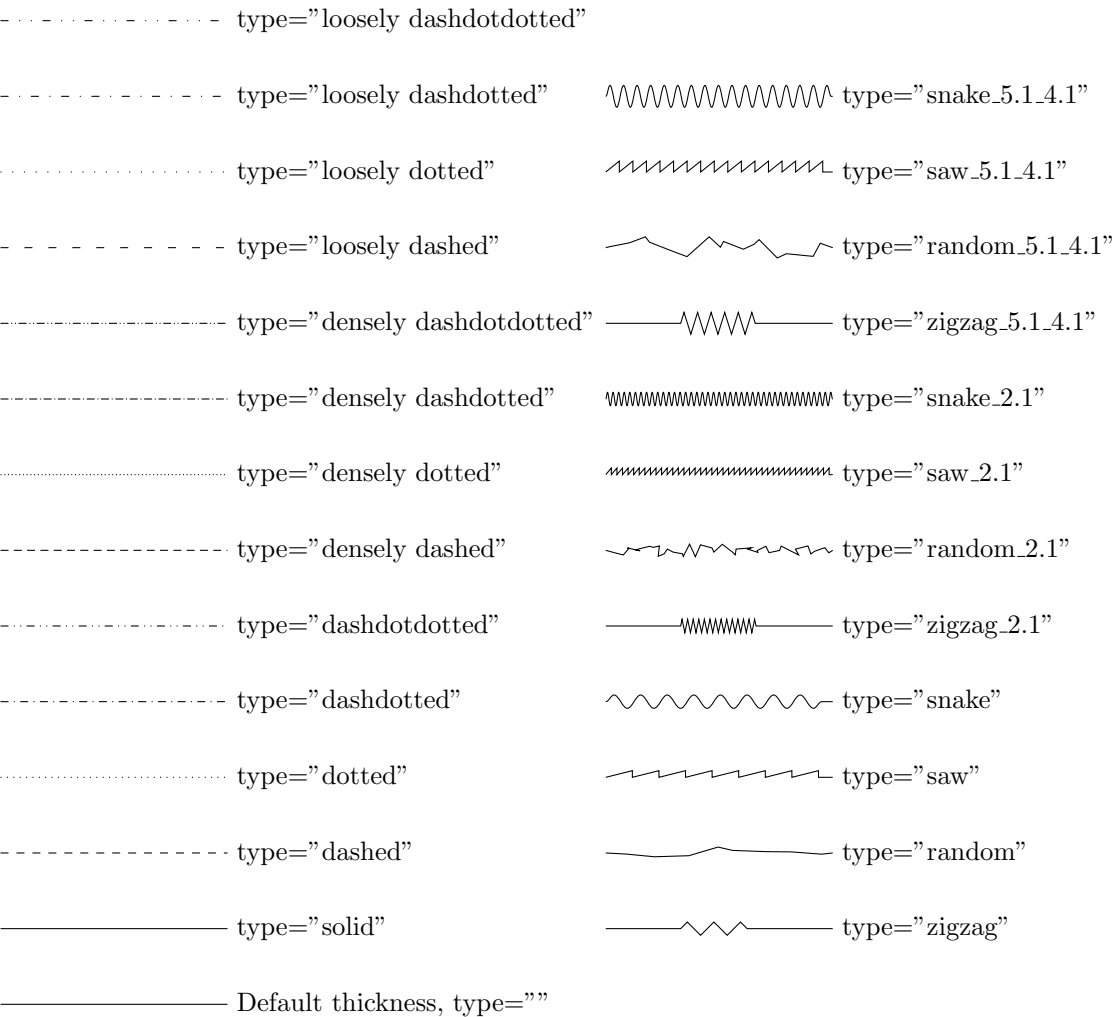 type=”loosely dashdotdotted”
type=”loosely dashdotted”
type=”snake_5.1_4.1”
type=”loosely dotted”
type=”saw_5.1_4.1”
type=”loosely dashed”
type=”random_5.1_4.1”
type=”densely dashdotdotted”
type=”zigzag_5.1_4.1”
type=”densely dashdotted”
type=”snake_2.1”
type=”densely dotted”
type=”saw_2.1”
type=”densely dashed”
type=”random_2.1”
type=”dashdotdotted”
type=”zigzag_2.1”
type=”dashdotted”
type=”snake”
type=”dotted”
type=”saw”
type=”dashed”
type=”random”
type=”solid”
type=”zigzag”
Default thickness, type=””